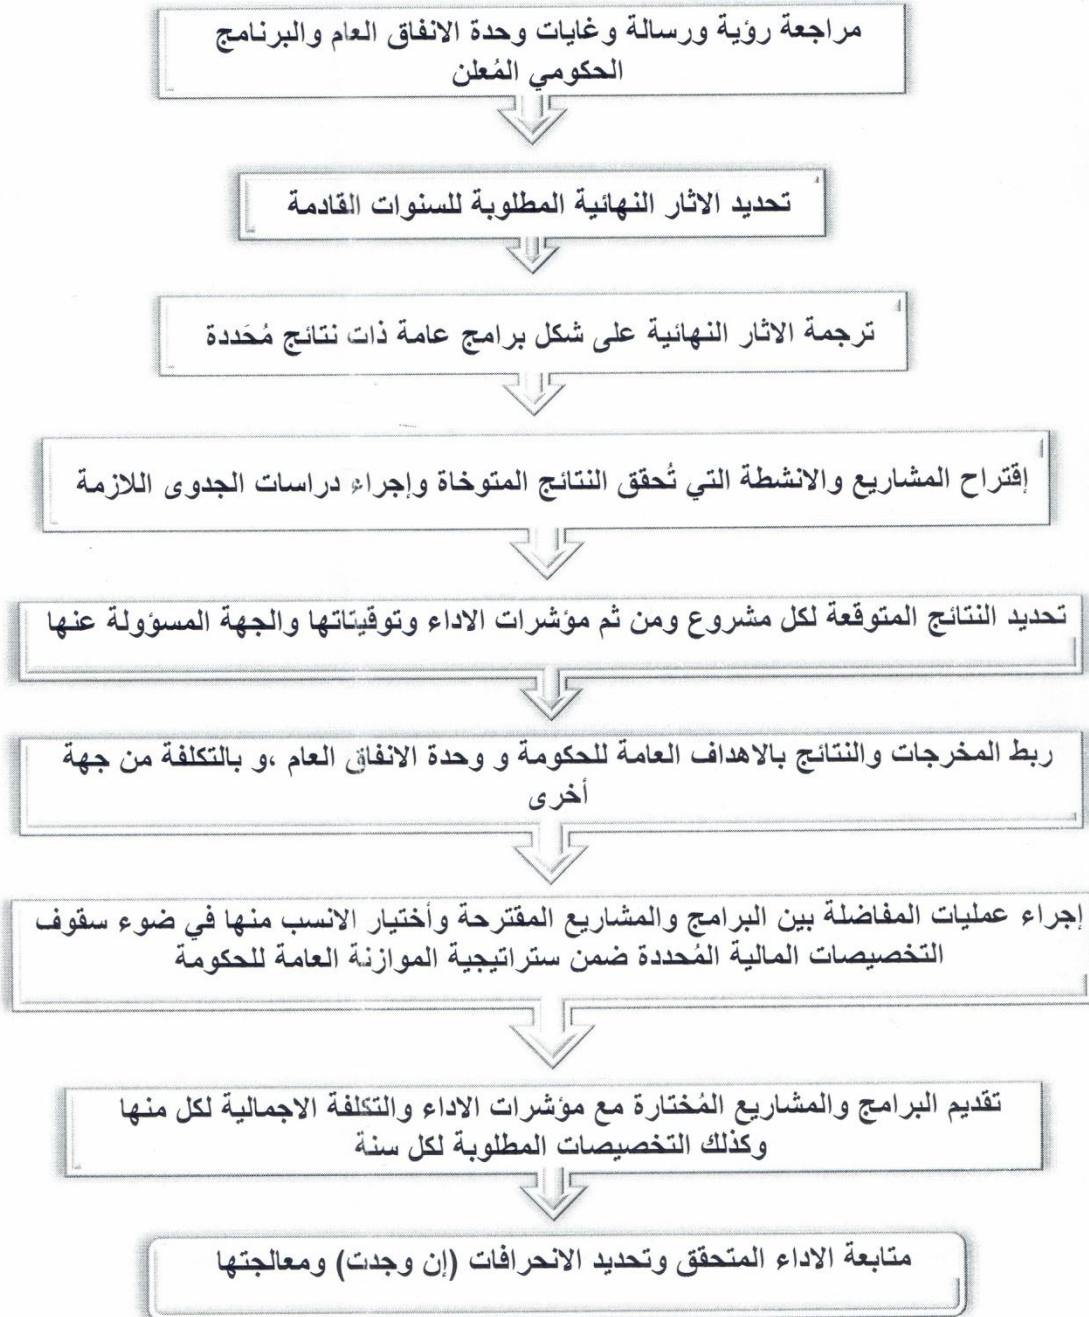 مراجعة رؤية ورسالة وغايات وحدة الانفاق العام والبرنامج
الحكومي المُعلن
تحديد الاثار النهائية المطلوبة للسنوات القادمة
ترجمة الاثار النهائية على شكل برامج عامة ذات نتائج مُحَددة
إقتراح المشاريع والانشطة التي تُحقق النتائج المتوخاة وإجراء دراسات الجدوى اللازمة
تحديد النتائج المتوقعة لكل مشروع ومن ثم مؤشرات الاداء وتوقيتاتها والجهة المسؤولة عنها
ربط المخرجات والنتائج بالاهداف العامة للحكومة و وحدة الانفاق العام ،و بالتكلفة من جهة
أخرى
إجراء عمليات المفاضلة بين البرامج والمشاريع المقترحة وأختيار الانسب منها في ضوء سقوف
التخصيصات المالية المُحددة ضمن ستراتيجية الموازنة العامة للحكومة
تقديم البرامج والمشاريع المُختارة مع مؤشرات الاداء والتكلفة الاجمالية لكل منها
وكذلك التخصيصات المطلوبة لكل سنة
متابعة الاداء المتحقق وتحديد الانحرافات (إن وجدت) ومعالجتها